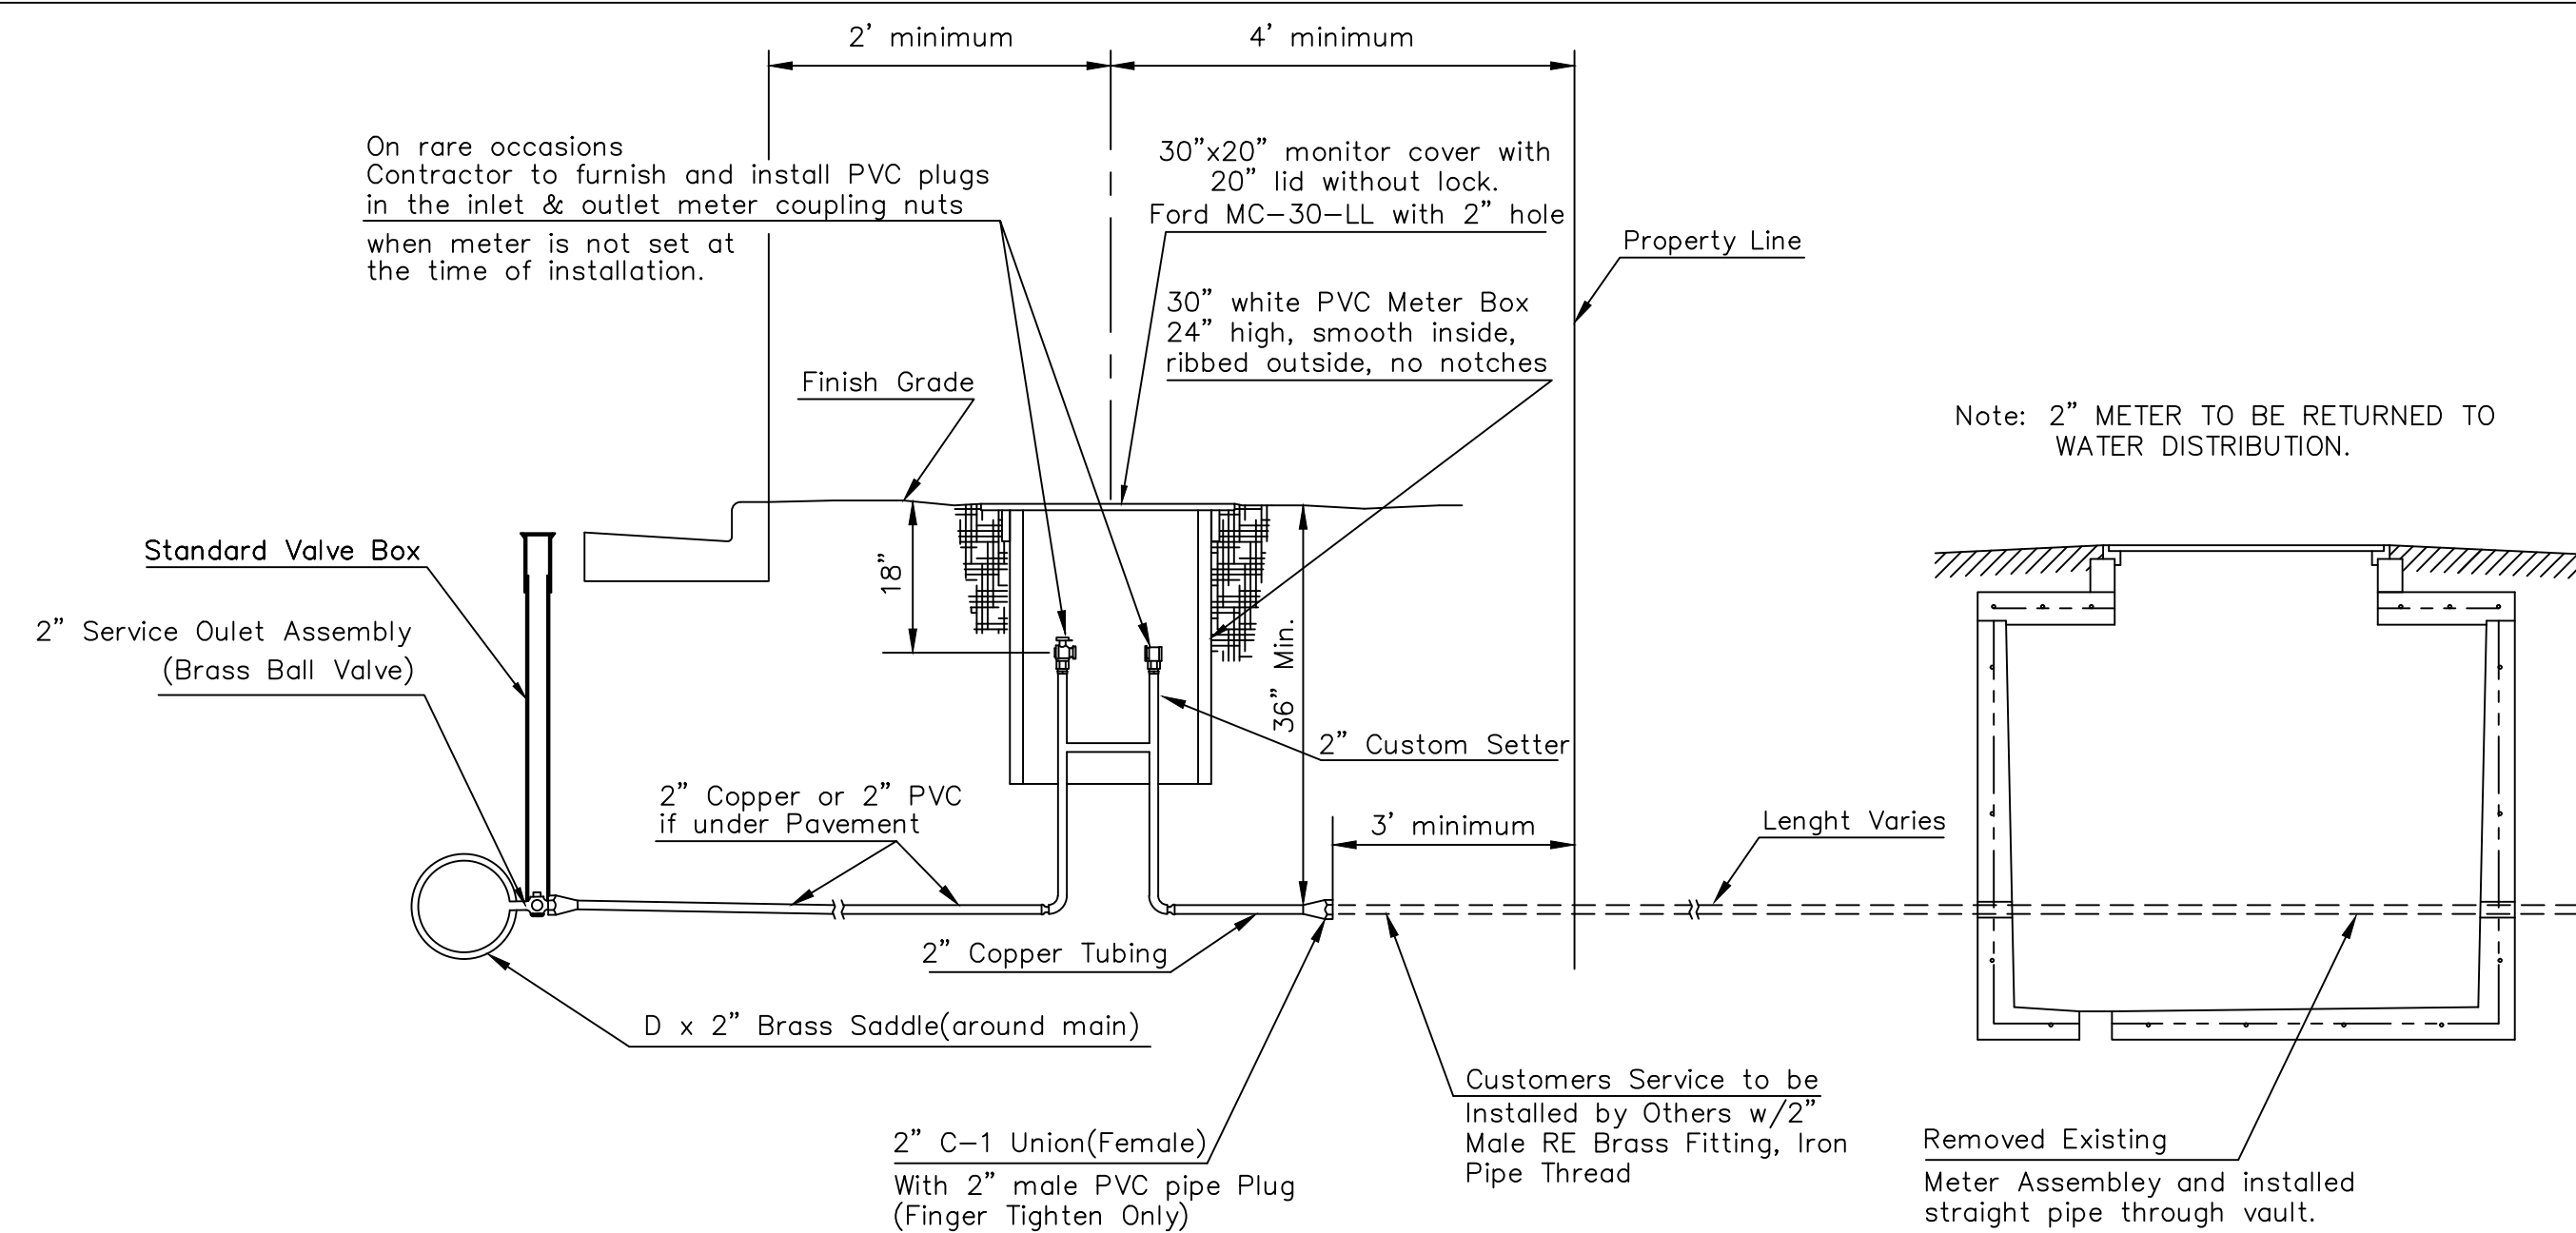 2' minimum
4' minimum
On rare occasions
Contractor to furnish and install PVC plugs
in the inlet & outlet meter coupling nuts
when meter is not set at
the time of installation.
30"x20" monitor cover with
20" lid without lock.
Ford MC-30-LL with 2" hole
Property Line
30" white PVC Meter Box
24" high, smooth inside,
ribbed outside, no notches
Finish Grade
Note: 2" METER TO BE RETURNED TO
WATER DISTRIBUTION.
Standard Valve Box
18"
2" Service Oulet Assembly
(Brass Ball Valve)
36" Min.
2" Custom Setter
2" Copper or 2" PVC
if under Pavement
3' minimum
Lenght Varies
2" Copper Tubing
D x 2" Brass Saddle(around main)
Customers Service to be
Installed by Others w/2"
Male RE Brass Fitting, Iron
Pipe Thread
2" C-1 Union(Female)
With 2" male PVC pipe Plug
(Finger Tighten Only)
Removed Existing
Meter Assembley and installed
straight pipe through vault.